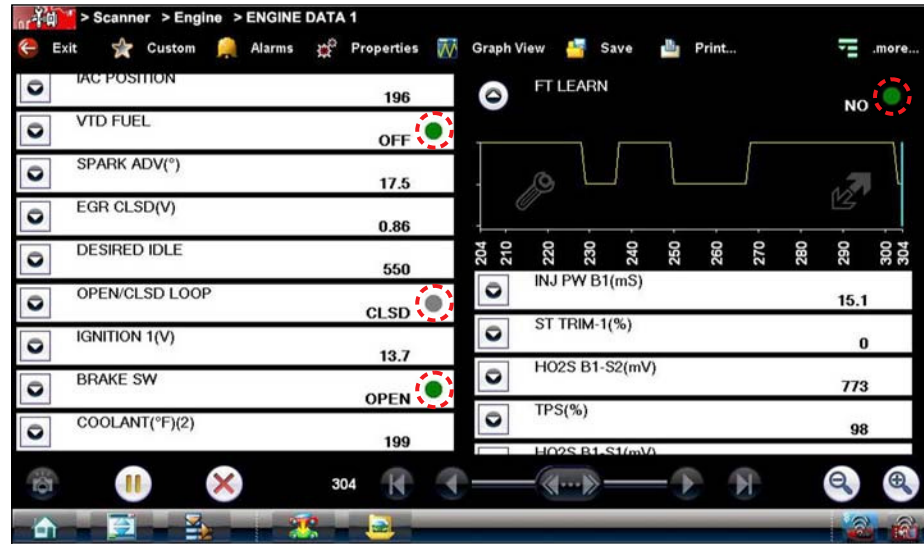 > Scanner > Engine > ENGINE DATA 1
Exit Custom Alarms Properties Graph View Save Print... .more...
IAC POSITION
196
VTD FUEL
OFF
SPARK ADV(°)
17.5
EGR CLSD(V)
0.86
DESIRED IDLE
550
OPEN/CLSD LOOP
CLSD
IGNITION 1(V)
13.7
BRAKE SW
OPEN
COOLANT(°F)(2)
199
FT LEARN
NO
204 210 220 230 240 250 260 270 280 290 300 304
INJ PW B1(mS)
15.1
ST TRIM-1(%)
0
HO2S B1-S2(mV)
773
TPS(%)
98
HO2S B1-S1(mV)
304